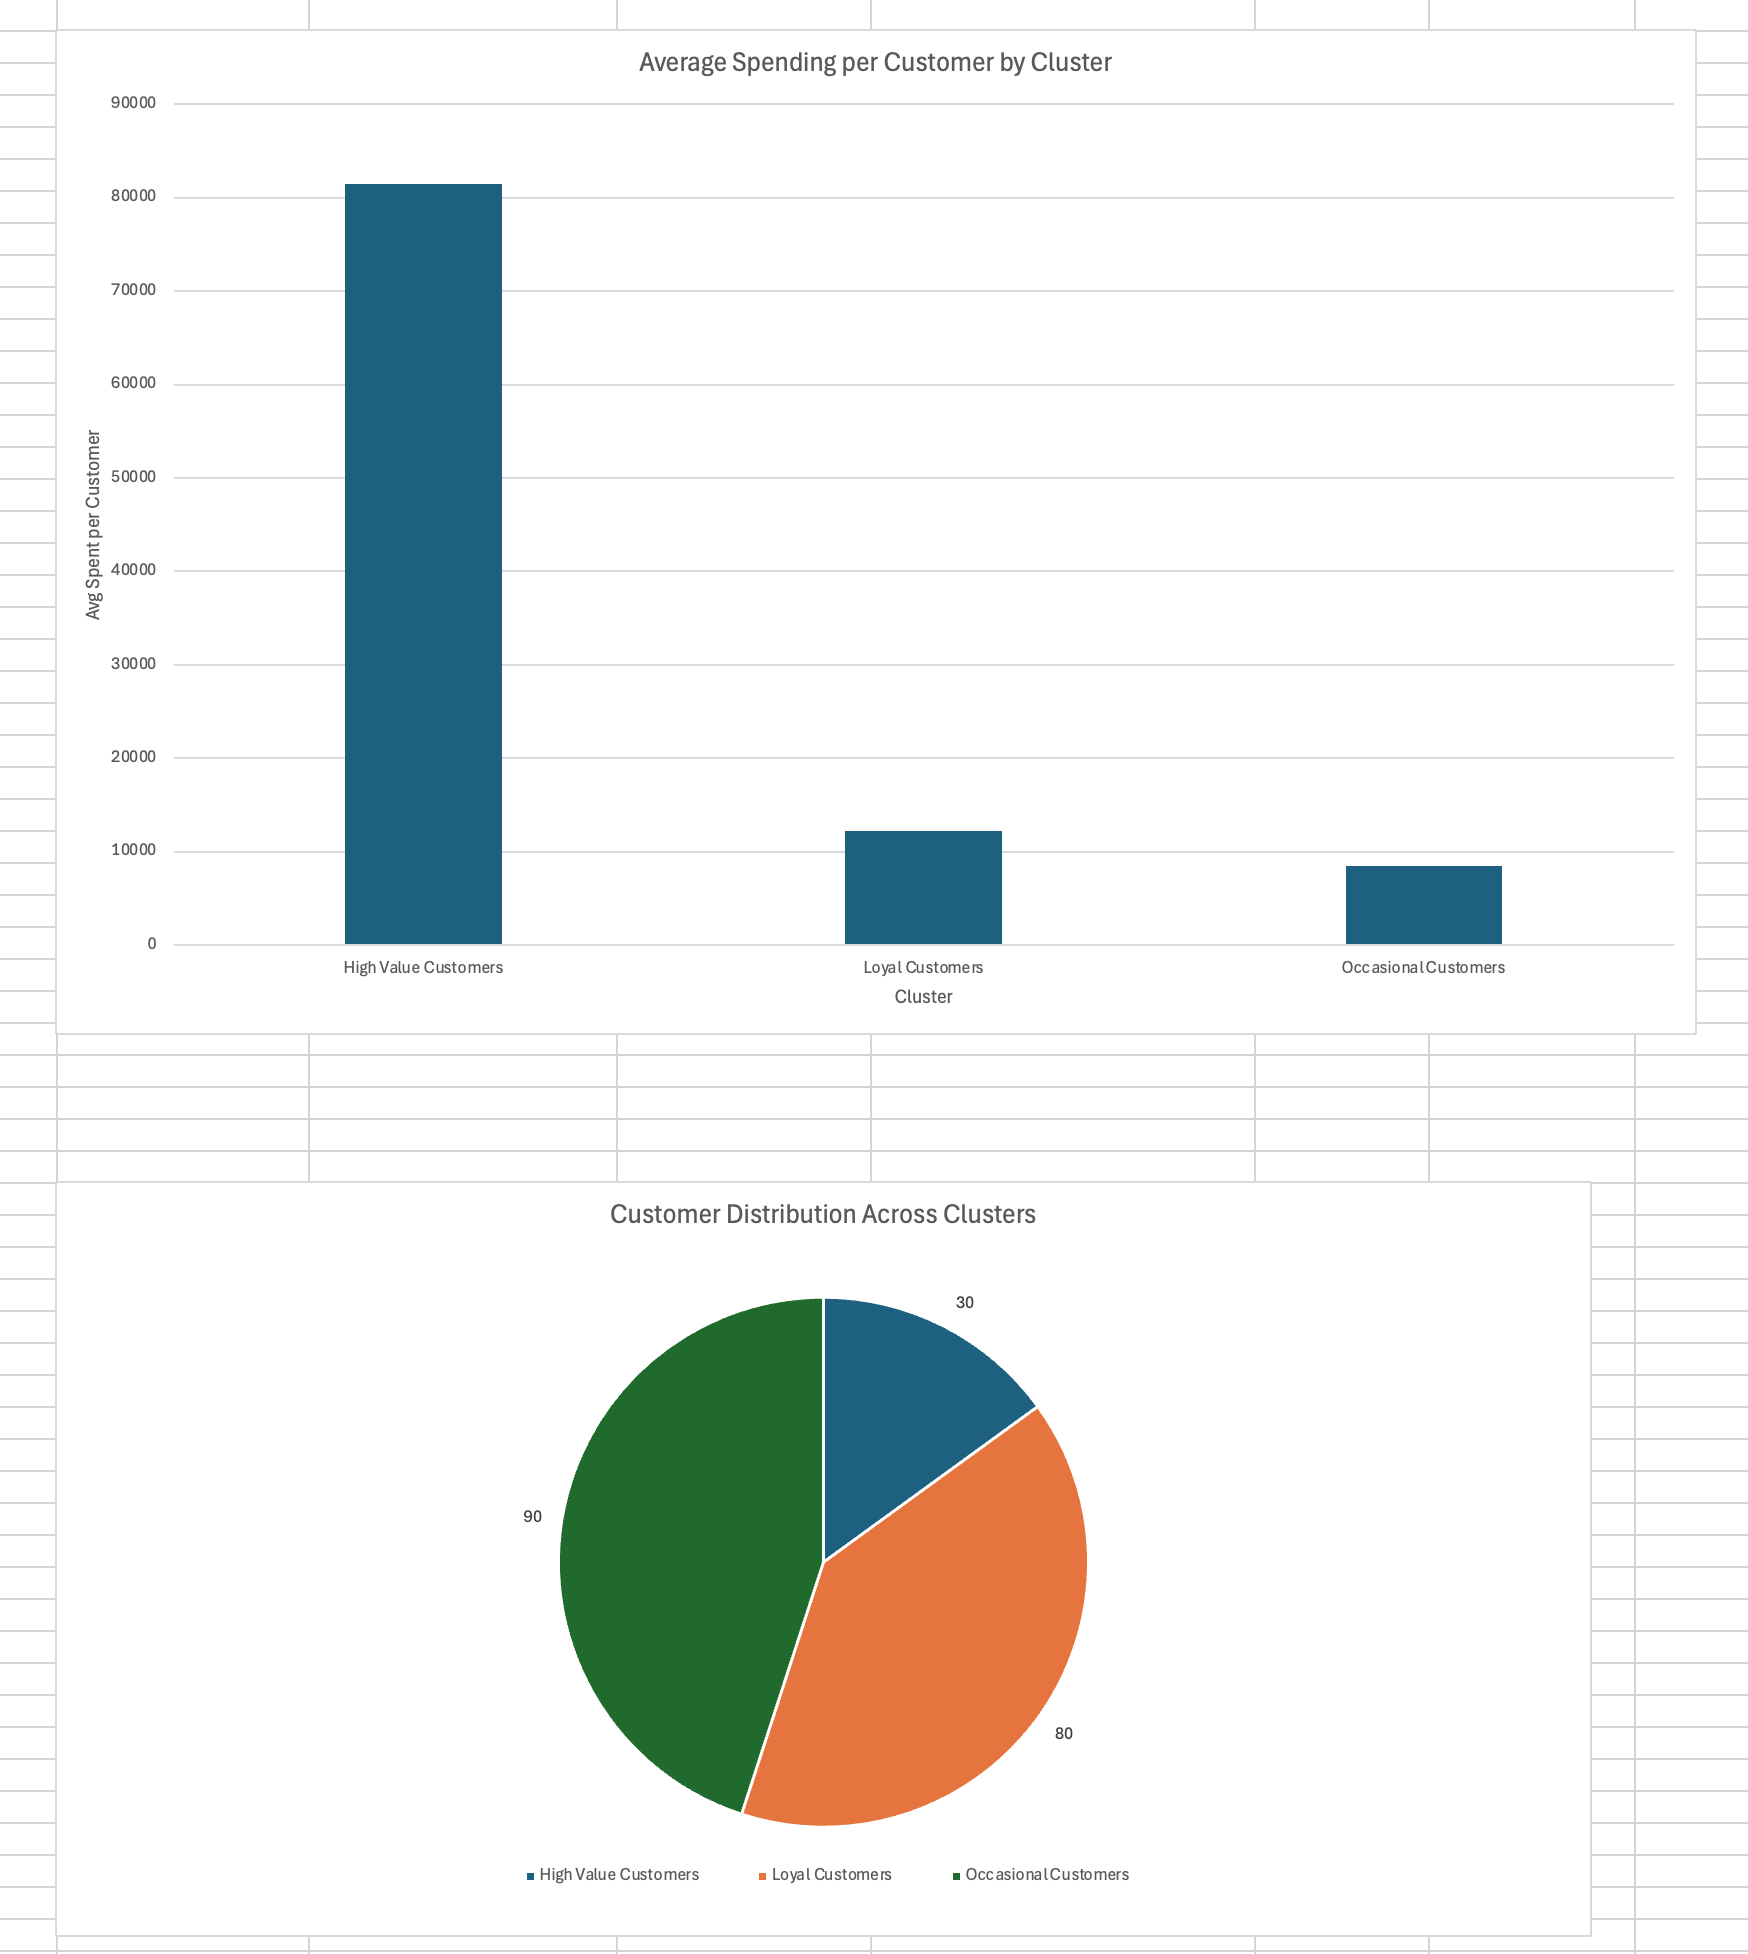 Average Spending per Customer by Cluster
90000
80000
70000
60000
50000
40000
30000
20000
10000
0
Avg Spent per Customer
High Value Customers
Loyal Customers
Occasional Customers
Cluster
Customer Distribution Across Clusters
30
90
80
High Value Customers
Loyal Customers
Occasional Customers